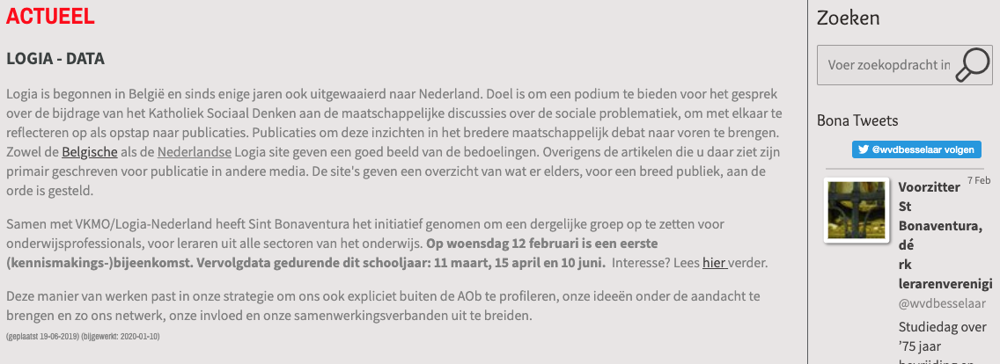 ACTUEEL
LOGIA - DATA
Logia is begonnen in België en sinds enige jaren ook uitgewaaierd naar Nederland. Doel is om een podium te bieden voor het gesprek
over de bijdrage van het Katholiek Sociaal Denken aan de maatschappelijke discussies over de sociale problematiek, om met elkaar te
reflecteren op als opstap naar publicaties. Publicaties om deze inzichten in het bredere maatschappelijk debat naar voren te brengen.
Zowel de Belgische als de Nederlandse Logia site geven een goed beeld van de bedoelingen. Overigens de artikelen die u daar ziet zijn
primair geschreven voor publicatie in andere media. De site's geven een overzicht van wat er elders, voor een breed publiek, aan de
orde is gesteld.
Samen met VKMO/Logia-Nederland heeft Sint Bonaventura het initiatief genomen om een dergelijke groep op te zetten voor
onderwijsprofessionals, voor leraren uit alle sectoren van het onderwijs. Op woensdag 12 februari is een eerste
(kennismakings-)bijeenkomst. Vervolgdata gedurende dit schooljaar: 11 maart, 15 april en 10 juni. Interesse? Lees hier verder.
Deze manier van werken past in onze strategie om ons ook expliciet buiten de AOb te profileren, onze ideeën onder de aandacht te
brengen en zo ons netwerk, onze invloed en onze samenwerkingsverbanden uit te breiden.
(geplaatst 19-06-2019) (bijgewerkt: 2020-01-10)
Zoeken
Voer zoekopdracht in
Bona Tweets
@wvdbesselaar volgen
Voorzitter 7 Feb
St
Bonaventura,
dé
rk
lerarenverenigi
@wvdbesselaar
Studiedag over
'75 jaar
bevrijding en